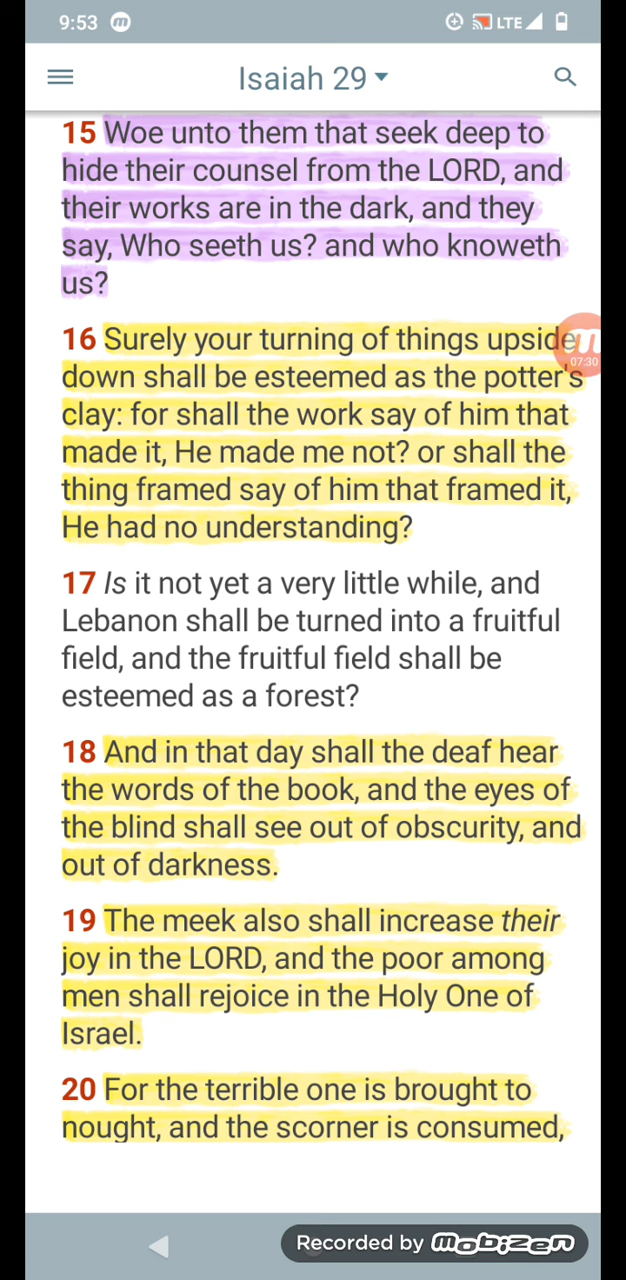 9:53 m LTE
Isaiah 29
15 Woe unto them that seek deep to
hide their counsel from the LORD, and
their works are in the dark, and they
say, Who seeth us? and who knoweth
us?
16 Surely your turning of things upside
down shall be esteemed as the potter's
clay: for shall the work say of him that
made it, He made me not? or shall the
thing framed say of him that framed it,
He had no understanding?
m
07:30
17 Is it not yet a very little while, and
Lebanon shall be turned into a fruitful
field, and the fruitful field shall be
esteemed as a forest?
18 And in that day shall the deaf hear
the words of the book, and the eyes of
the blind shall see out of obscurity, and
out of darkness.
19 The meek also shall increase their
joy in the LORD, and the poor among
men shall rejoice in the Holy One of
Israel.
20 For the terrible one is brought to
nought, and the scorner is consumed,
Recorded by mobizen